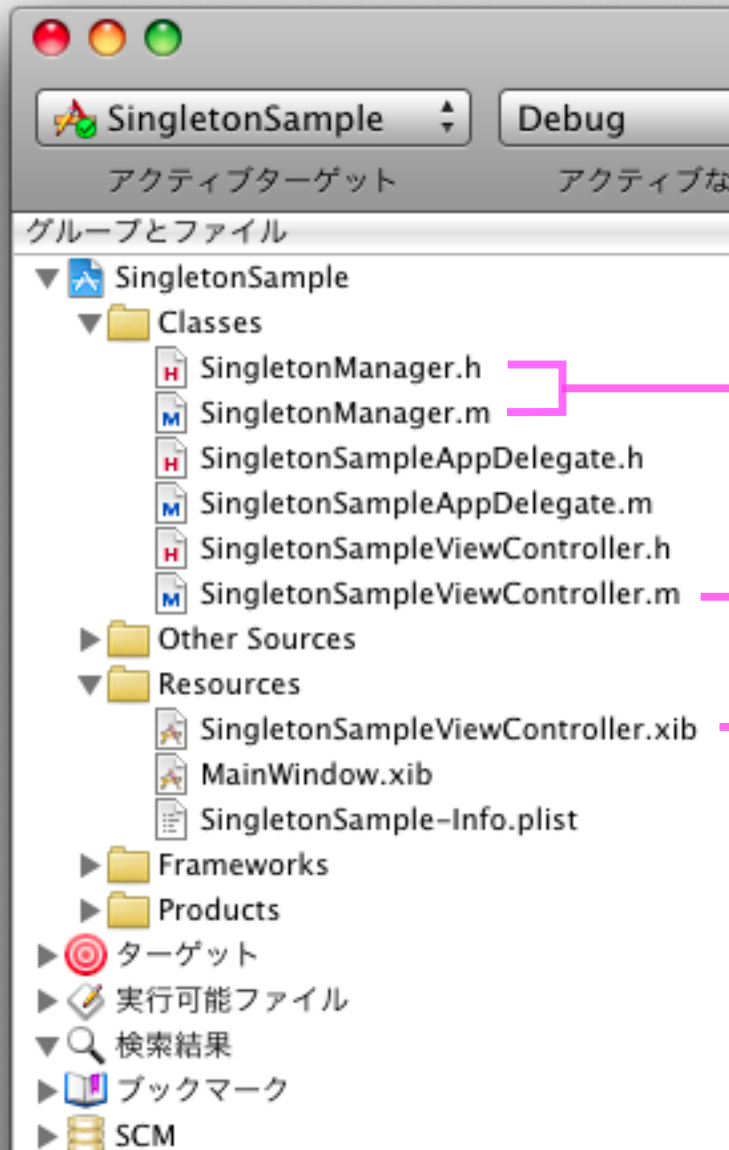 SingletonSample Debug
アクティブターゲット アクティブな
グループとファイル
SingletonSample
Classes
SingletonManager.h
SingletonManager.m
SingletonSampleAppDelegate.h
SingletonSampleAppDelegate.m
SingletonSampleViewController.h
SingletonSampleViewController.m
Other Sources
Resources
SingletonSampleViewController.xib
MainWindow.xib
SingletonSample-Info.plist
Frameworks
Products
ターゲット
実行可能ファイル
検索結果
ブックマーク
SCM